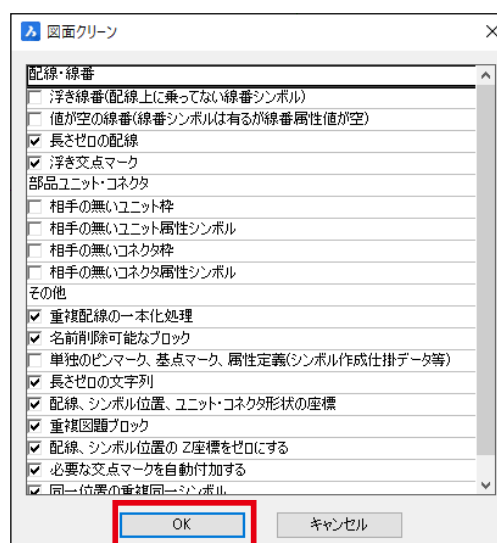 図面クリーン
配線・線番
浮き線番(配線上に乗ってない線番シンボル)
値が空の線番(線番シンボルは有るが線番属性値が空)
長さゼロの配線
浮き交点マーク
部品ユニット・コネクタ
相手の無いユニット枠
相手の無いユニット属性シンボル
相手の無いコネクタ枠
相手の無いコネクタ属性シンボル
その他
重複配線の一本化処理
名前削除可能なブロック
単独のピンマーク、基点マーク、属性定義(シンボル作成仕掛データ等)
長さゼロの文字列
配線、シンボル位置、ユニット・コネクタ形状の座標
重複図題ブロック
配線、シンボル位置の Z座標をゼロにする
必要な交点マークを自動付加する
同一位置の重複同一シンボル
OK キャンセル